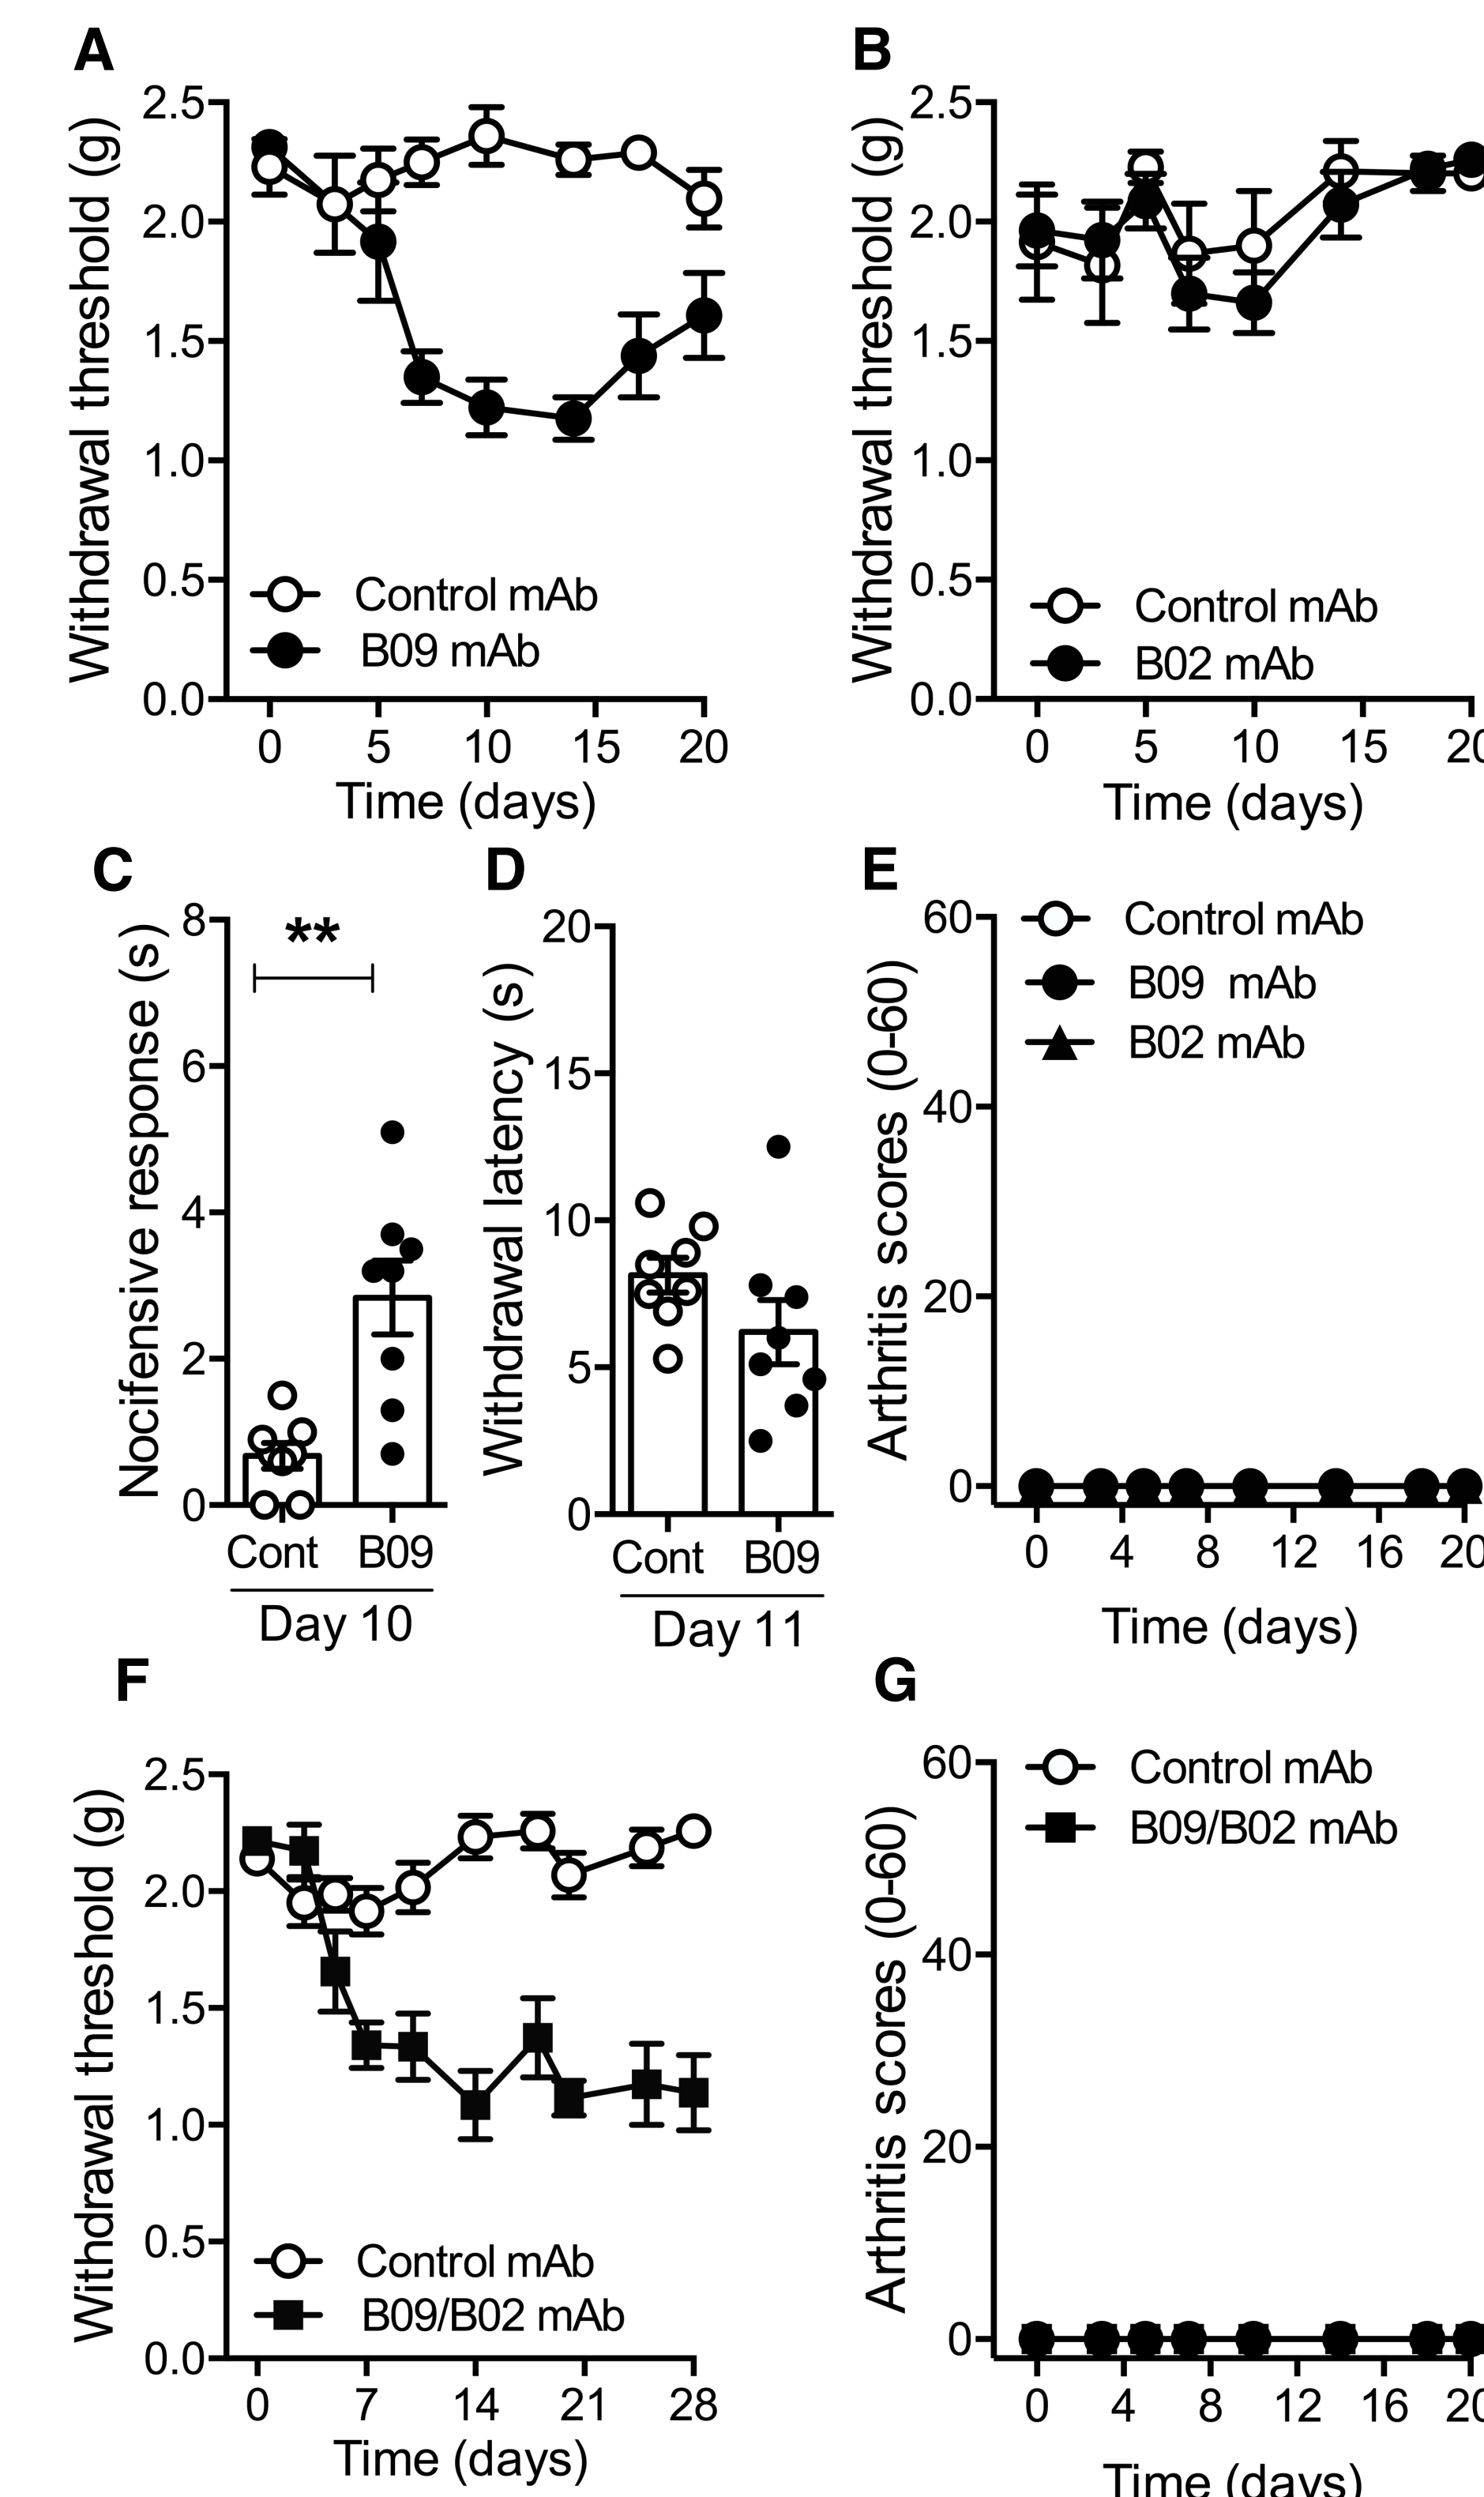 A
Withdrawal threshold (g)
2.5
2.0
1.5
1.0
0.5
0.0
Control mAb
B09 mAb
0 5 10 15 20
Time (days)
B
Withdrawal threshold (g)
2.5
2.0
1.5
1.0
0.5
0.0
Control mAb
B02 mAb
0 5 10 15 20
Time (days)
C
Nocifensive response (s)
8
6
4
2
0
**
Cont B09
Day 10
D
Withdrawal latency (s)
20
15
10
5
0
Cont B09
Day 11
E
Arthritis scores (0-60)
60
40
20
0
Control mAb
B09 mAb
B02 mAb
0 4 8 12 16 20
Time (days)
F
Withdrawal threshold (g)
2.5
2.0
1.5
1.0
0.5
0.0
Control mAb
B09/B02 mAb
0 7 14 21 28
Time (days)
G
Arthritis scores (0-60)
60
40
20
0
Control mAb
B09/B02 mAb
0 4 8 12 16 20
Time (days)